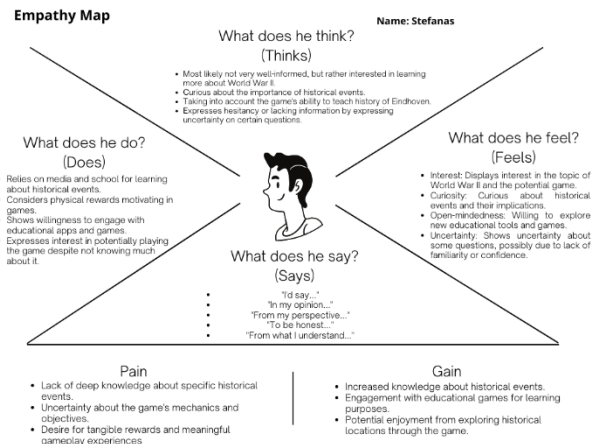 Empathy Map
Name: Stefanas
What does he think?
(Thinks)
• Most likely not very well-informed, but rather interested in learning
more about World War II.
• Curious about the importance of historical events.
• Taking into account the game's ability to teach history of Eindhoven.
• Expresses hesitancy or lacking information by expressing
uncertainty on certain questions.
What does he do?
(Does)
Relies on media and school for learning
about historical events.
Considers physical rewards motivating in
games.
Shows willingness to engage with
educational apps and games.
Expresses interest in potentially playing
the game despite not knowing much
about it.
What does he feel?
(Feels)
• Interest: Displays interest in the topic of
World War II and the potential game.
• Curiosity: Curious about historical
events and their implications.
• Open-mindedness: Willing to explore
new educational tools and games.
• Uncertainty: Shows uncertainty about
some questions, possibly due to lack of
familiarity or confidence.
What does he say?
(Says)
• "I'd say..."
• "In my opinion..."
• "From my perspective..."
• "To be honest..."
• "From what I understand..."
Pain
• Lack of deep knowledge about specific historical
events.
• Uncertainty about the game's mechanics and
objectives.
• Desire for tangible rewards and meaningful
gameplay experiences
Gain
• Increased knowledge about historical events.
• Engagement with educational games for learning
purposes.
• Potential enjoyment from exploring historical
locations through the game.